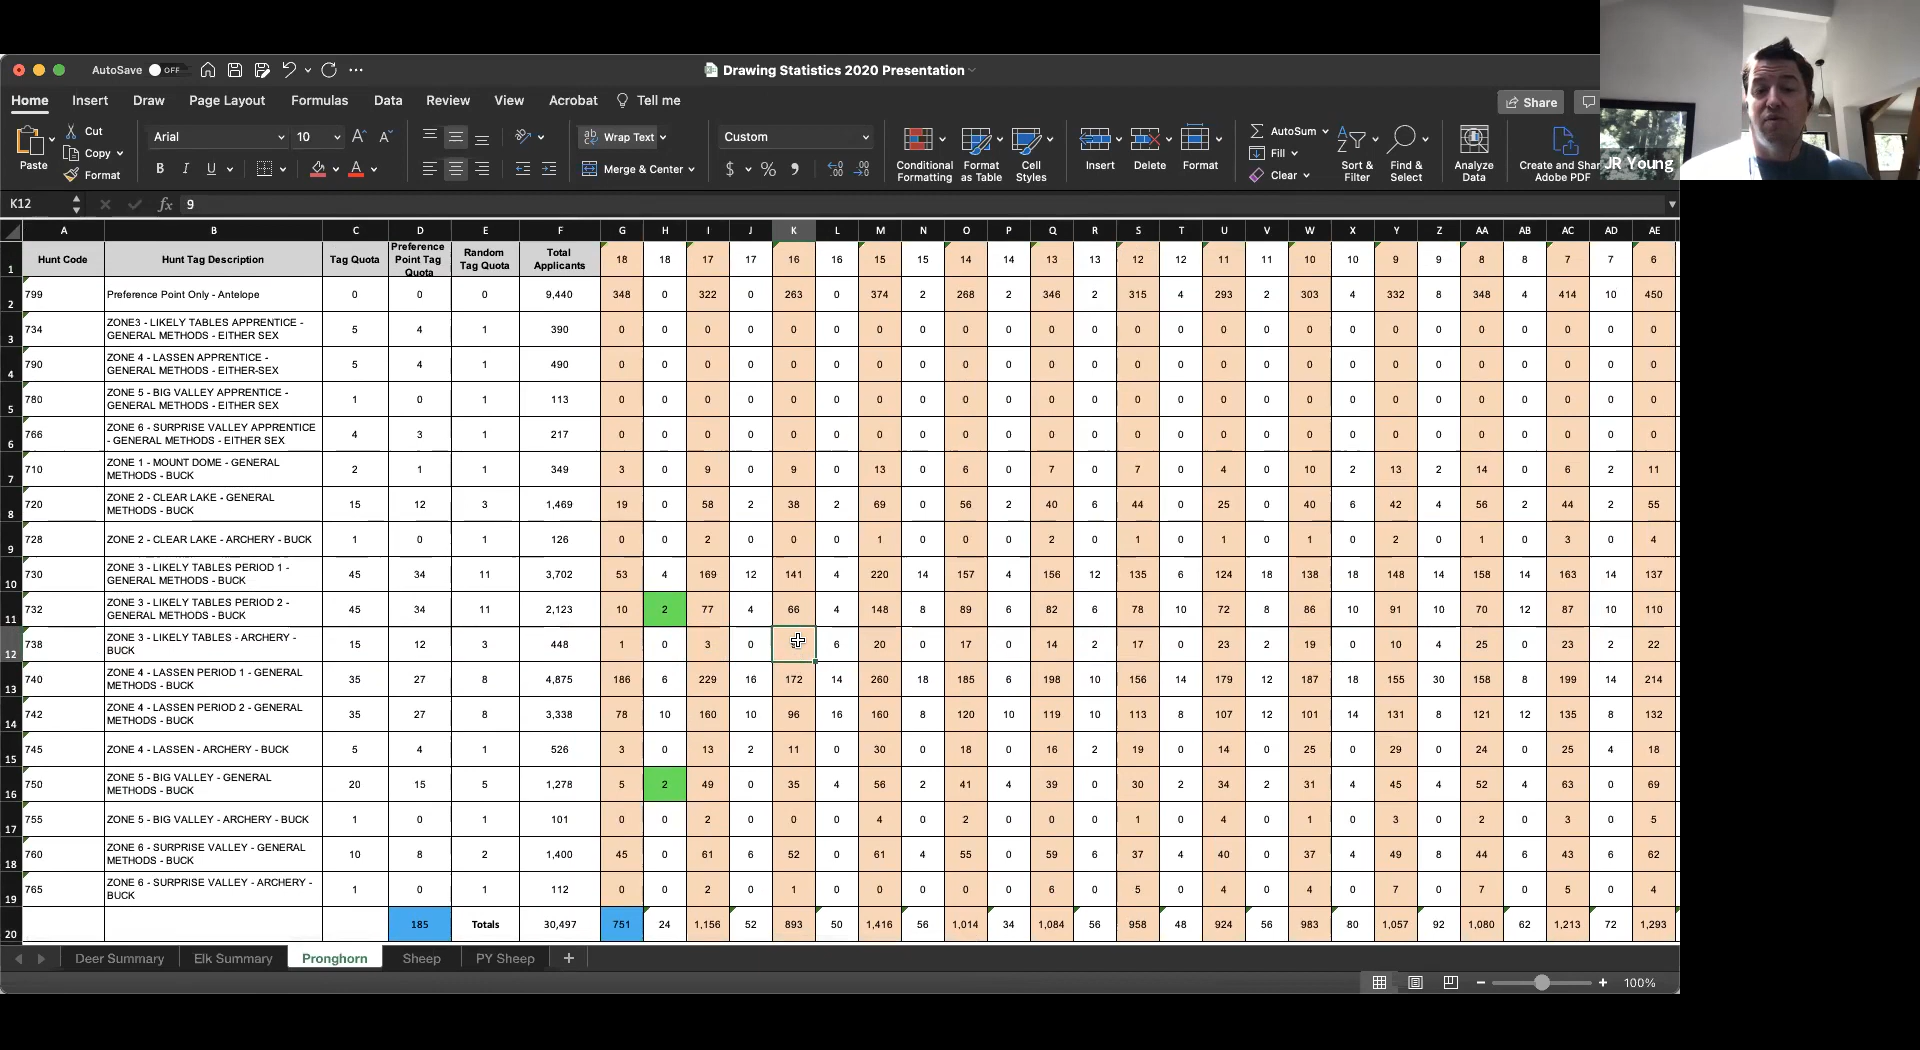 AutoSave OFF
Drawing Statistics 2020 Presentation
Home Insert Draw Page Layout Formulas Data Review View Acrobat Tell me
Share
Paste
Cut
Copy
Format
Arial 10
B I U
Wrap Text
Merge & Center
Custom
$ % ,
Conditional Formatting
Format as Table
Cell Styles
Insert Delete Format
AutoSum
Fill
Clear
Sort & Filter
Find & Select
Analyze Data
Create and Shar
Adobe PDF
JR Young
K12 fx 9
A B C D E F G H I J K L M N O P Q R S T U V W X Y Z AA AB AC AD AE
1 Hunt Code Hunt Tag Description Tag Quota Preference Point Tag Quota Random Tag Quota Total Applicants 18 18 17 17 16 16 15 15 14 14 13 13 12 12 11 11 10 10 9 9 8 8 7 7 6
2 799 Preference Point Only - Antelope 0 0 0 9,440 348 0 322 0 263 0 374 2 268 2 346 2 315 4 293 2 303 4 332 8 348 4 414 10 450
3 734 ZONE3 - LIKELY TABLES APPRENTICE - GENERAL METHODS - EITHER SEX 5 4 1 390 0 0 0 0 0 0 0 0 0 0 0 0 0 0 0 0 0 0 0 0 0 0 0 0 0
4 790 ZONE 4 - LASSEN APPRENTICE - GENERAL METHODS - EITHER-SEX 5 4 1 490 0 0 0 0 0 0 0 0 0 0 0 0 0 0 0 0 0 0 0 0 0 0 0 0 0
5 780 ZONE 5 - BIG VALLEY APPRENTICE - GENERAL METHODS - EITHER SEX 1 0 1 113 0 0 0 0 0 0 0 0 0 0 0 0 0 0 0 0 0 0 0 0 0 0 0 0 0
6 766 ZONE 6 - SURPRISE VALLEY APPRENTICE - GENERAL METHODS - EITHER SEX 4 3 1 217 0 0 0 0 0 0 0 0 0 0 0 0 0 0 0 0 0 0 0 0 0 0 0 0 0
7 710 ZONE 1 - MOUNT DOME - GENERAL METHODS - BUCK 2 1 1 349 3 0 9 0 9 0 13 0 6 0 7 0 7 0 4 0 10 2 13 2 14 0 6 2 11
8 720 ZONE 2 - CLEAR LAKE - GENERAL METHODS - BUCK 15 12 3 1,469 19 0 58 2 38 2 69 0 56 2 40 6 44 0 25 0 40 6 42 4 56 2 44 2 55
9 728 ZONE 2 - CLEAR LAKE - ARCHERY - BUCK 1 0 1 126 0 0 2 0 0 0 1 0 0 0 2 0 1 0 1 0 1 0 2 0 1 0 3 0 4
10 730 ZONE 3 - LIKELY TABLES PERIOD 1 - GENERAL METHODS - BUCK 45 34 11 3,702 53 4 169 12 141 4 220 14 157 4 156 12 135 6 124 18 138 18 148 14 158 14 163 14 137
11 732 ZONE 3 - LIKELY TABLES PERIOD 2 - GENERAL METHODS - BUCK 45 34 11 2,123 10 2 77 4 66 4 148 8 89 6 82 6 78 10 72 8 86 10 91 10 70 12 87 10 110
12 738 ZONE 3 - LIKELY TABLES - ARCHERY - BUCK 15 12 3 448 1 0 3 0 6 20 0 17 0 14 2 17 0 23 2 19 0 10 4 25 0 23 2 22
13 740 ZONE 4 - LASSEN PERIOD 1 - GENERAL METHODS - BUCK 35 27 8 4,875 186 6 229 16 172 14 260 18 185 6 198 10 156 14 179 12 187 18 155 30 158 8 199 14 214
14 742 ZONE 4 - LASSEN PERIOD 2 - GENERAL METHODS - BUCK 35 27 8 3,338 78 10 160 10 96 16 160 8 120 10 119 10 113 8 107 12 101 14 131 8 121 12 135 8 132
15 745 ZONE 4 - LASSEN - ARCHERY - BUCK 5 4 1 526 3 0 13 2 11 0 30 0 18 0 16 2 19 0 14 0 25 0 29 0 24 0 25 4 18
16 750 ZONE 5 - BIG VALLEY - GENERAL METHODS - BUCK 20 15 5 1,278 5 2 49 0 35 4 56 2 41 4 39 0 30 2 34 2 31 4 45 4 52 4 63 0 69
17 755 ZONE 5 - BIG VALLEY - ARCHERY - BUCK 1 0 1 101 0 0 2 0 0 0 4 0 2 0 0 0 1 0 4 0 1 0 3 0 2 0 3 0 5
18 760 ZONE 6 - SURPRISE VALLEY - GENERAL METHODS - BUCK 10 8 2 1,400 45 0 61 6 52 0 61 4 55 0 59 6 37 4 40 0 37 4 49 8 44 6 43 6 62
19 765 ZONE 6 - SURPRISE VALLEY - ARCHERY - BUCK 1 0 1 112 0 0 2 0 1 0 0 0 0 0 6 0 5 0 4 0 4 0 7 0 7 0 5 0 4
20 185 Totals 30,497 751 24 1,156 52 893 50 1,416 56 1,014 34 1,084 56 958 48 924 56 983 80 1,057 92 1,080 62 1,213 72 1,293
Deer Summary Elk Summary Pronghorn Sheep PY Sheep +
100%